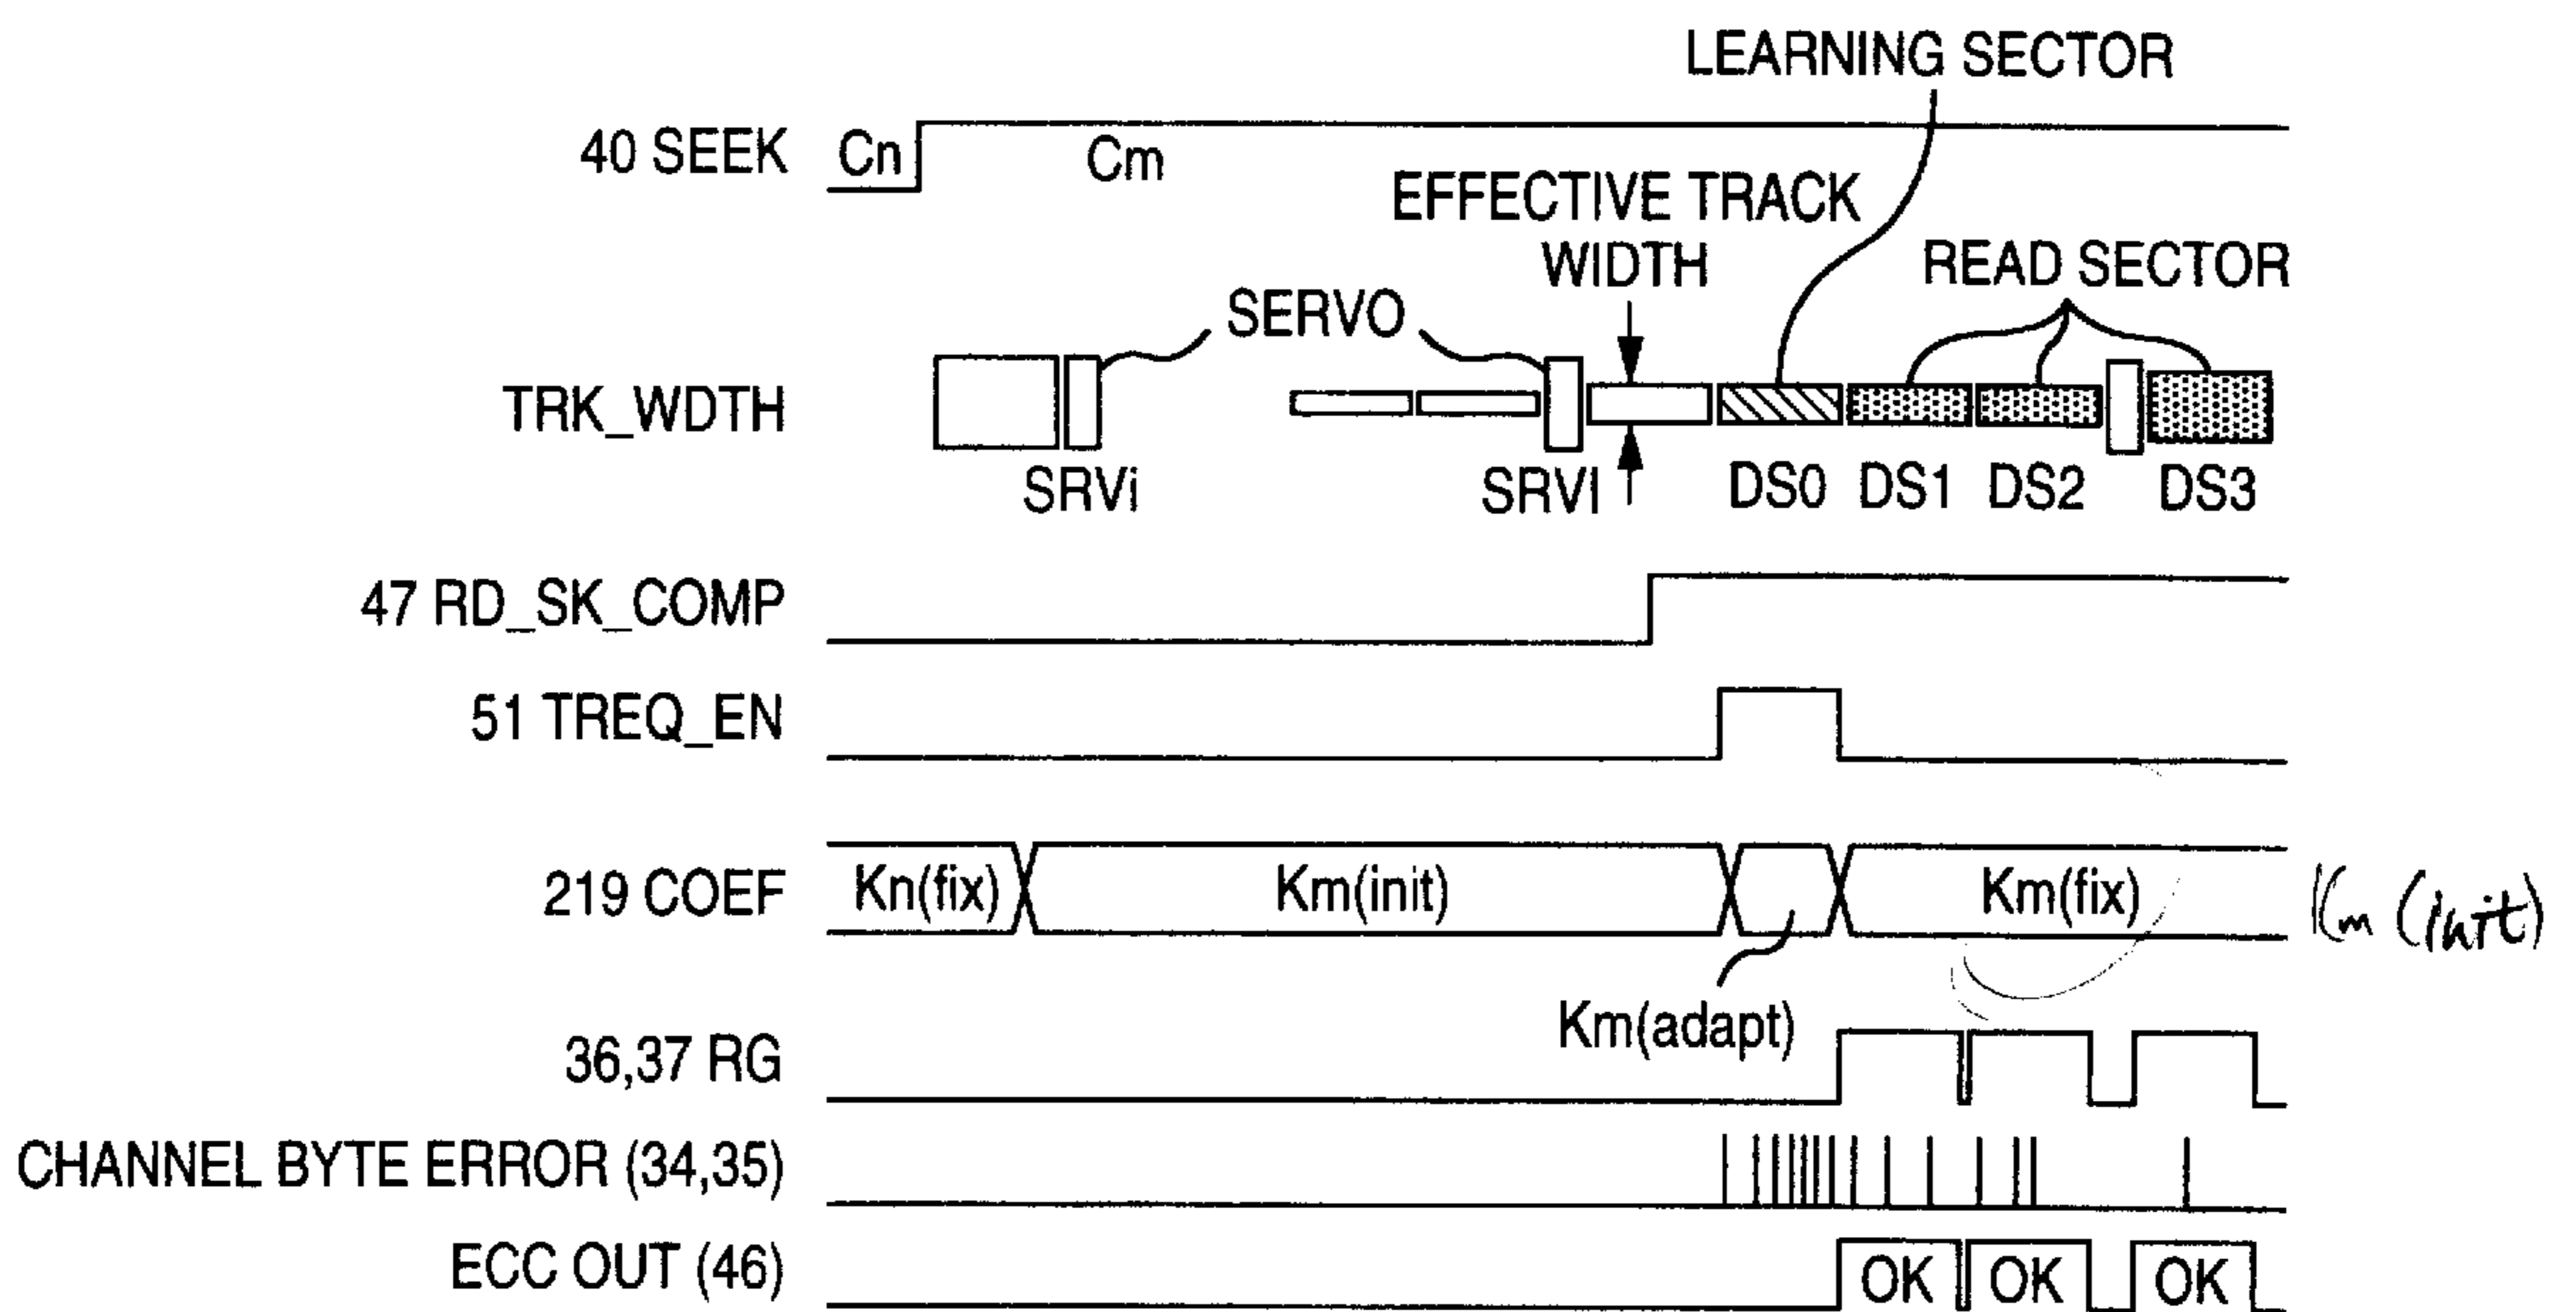 LEARNING SECTOR
40 SEEK Cn Cm
EFFECTIVE TRACK
WIDTH
READ SECTOR
SERVO
TRK_WDTH
SRVi SRVl DS0 DS1 DS2 DS3
47 RD_SK_COMP
51 TREQ_EN
219 COEF Kn(fix) Km(init) Km(fix) Km (init)
Km(adapt)
36,37 RG
CHANNEL BYTE ERROR (34,35)
ECC OUT (46) OK OK OK